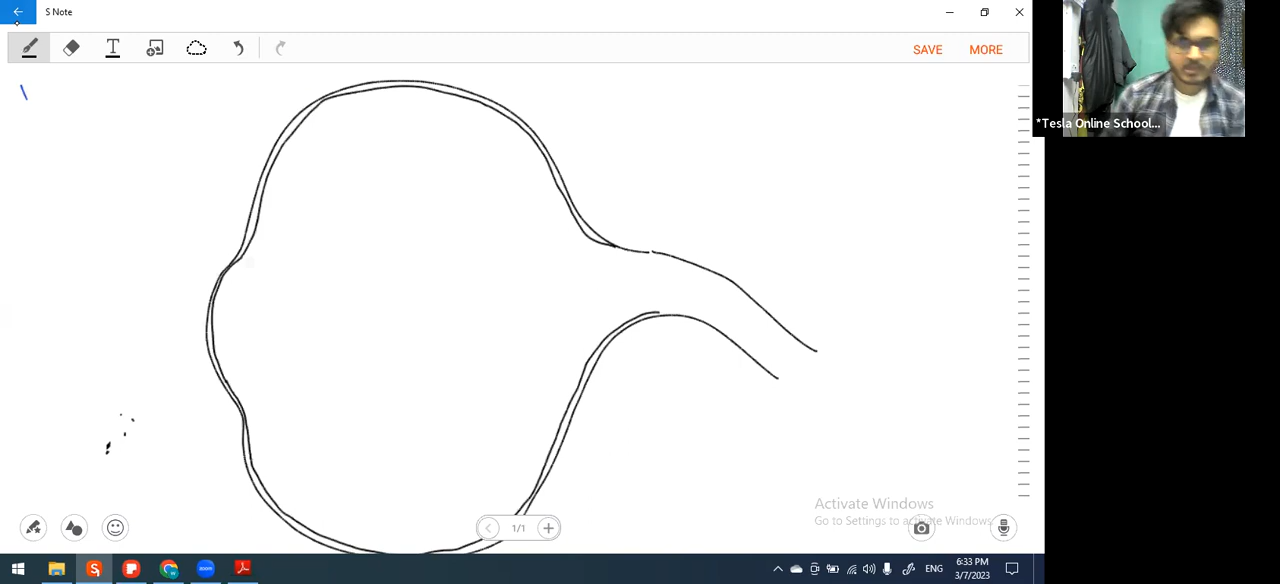 S Note
SAVE
MORE
*Tesla Online School...
Activate Windows
Go to Settings to activate Windows.
1/1
ENG
6:33 PM
3/7/2023